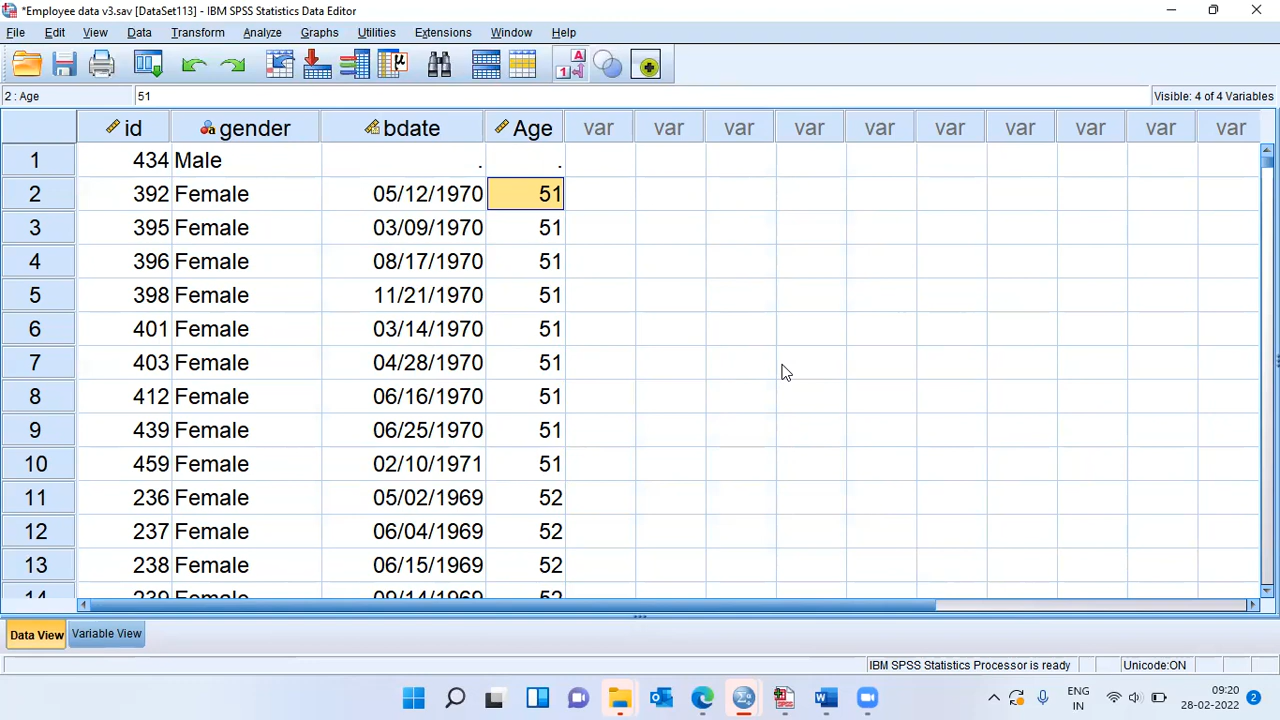 *Employee data v3.sav [DataSet113] - IBM SPSS Statistics Data Editor
File Edit View Data Transform Analyze Graphs Utilities Extensions Window Help
2 : Age 51 Visible: 4 of 4 Variables
id gender bdate Age var var var var var var var var var var
1 434 Male . .
2 392 Female 05/12/1970 51
3 395 Female 03/09/1970 51
4 396 Female 08/17/1970 51
5 398 Female 11/21/1970 51
6 401 Female 03/14/1970 51
7 403 Female 04/28/1970 51
8 412 Female 06/16/1970 51
9 439 Female 06/25/1970 51
10 459 Female 02/10/1971 51
11 236 Female 05/02/1969 52
12 237 Female 06/04/1969 52
13 238 Female 06/15/1969 52
14 239 Female 09/14/1969 52
Data View Variable View
IBM SPSS Statistics Processor is ready Unicode:ON
ENG 09:20
IN 28-02-2022 2